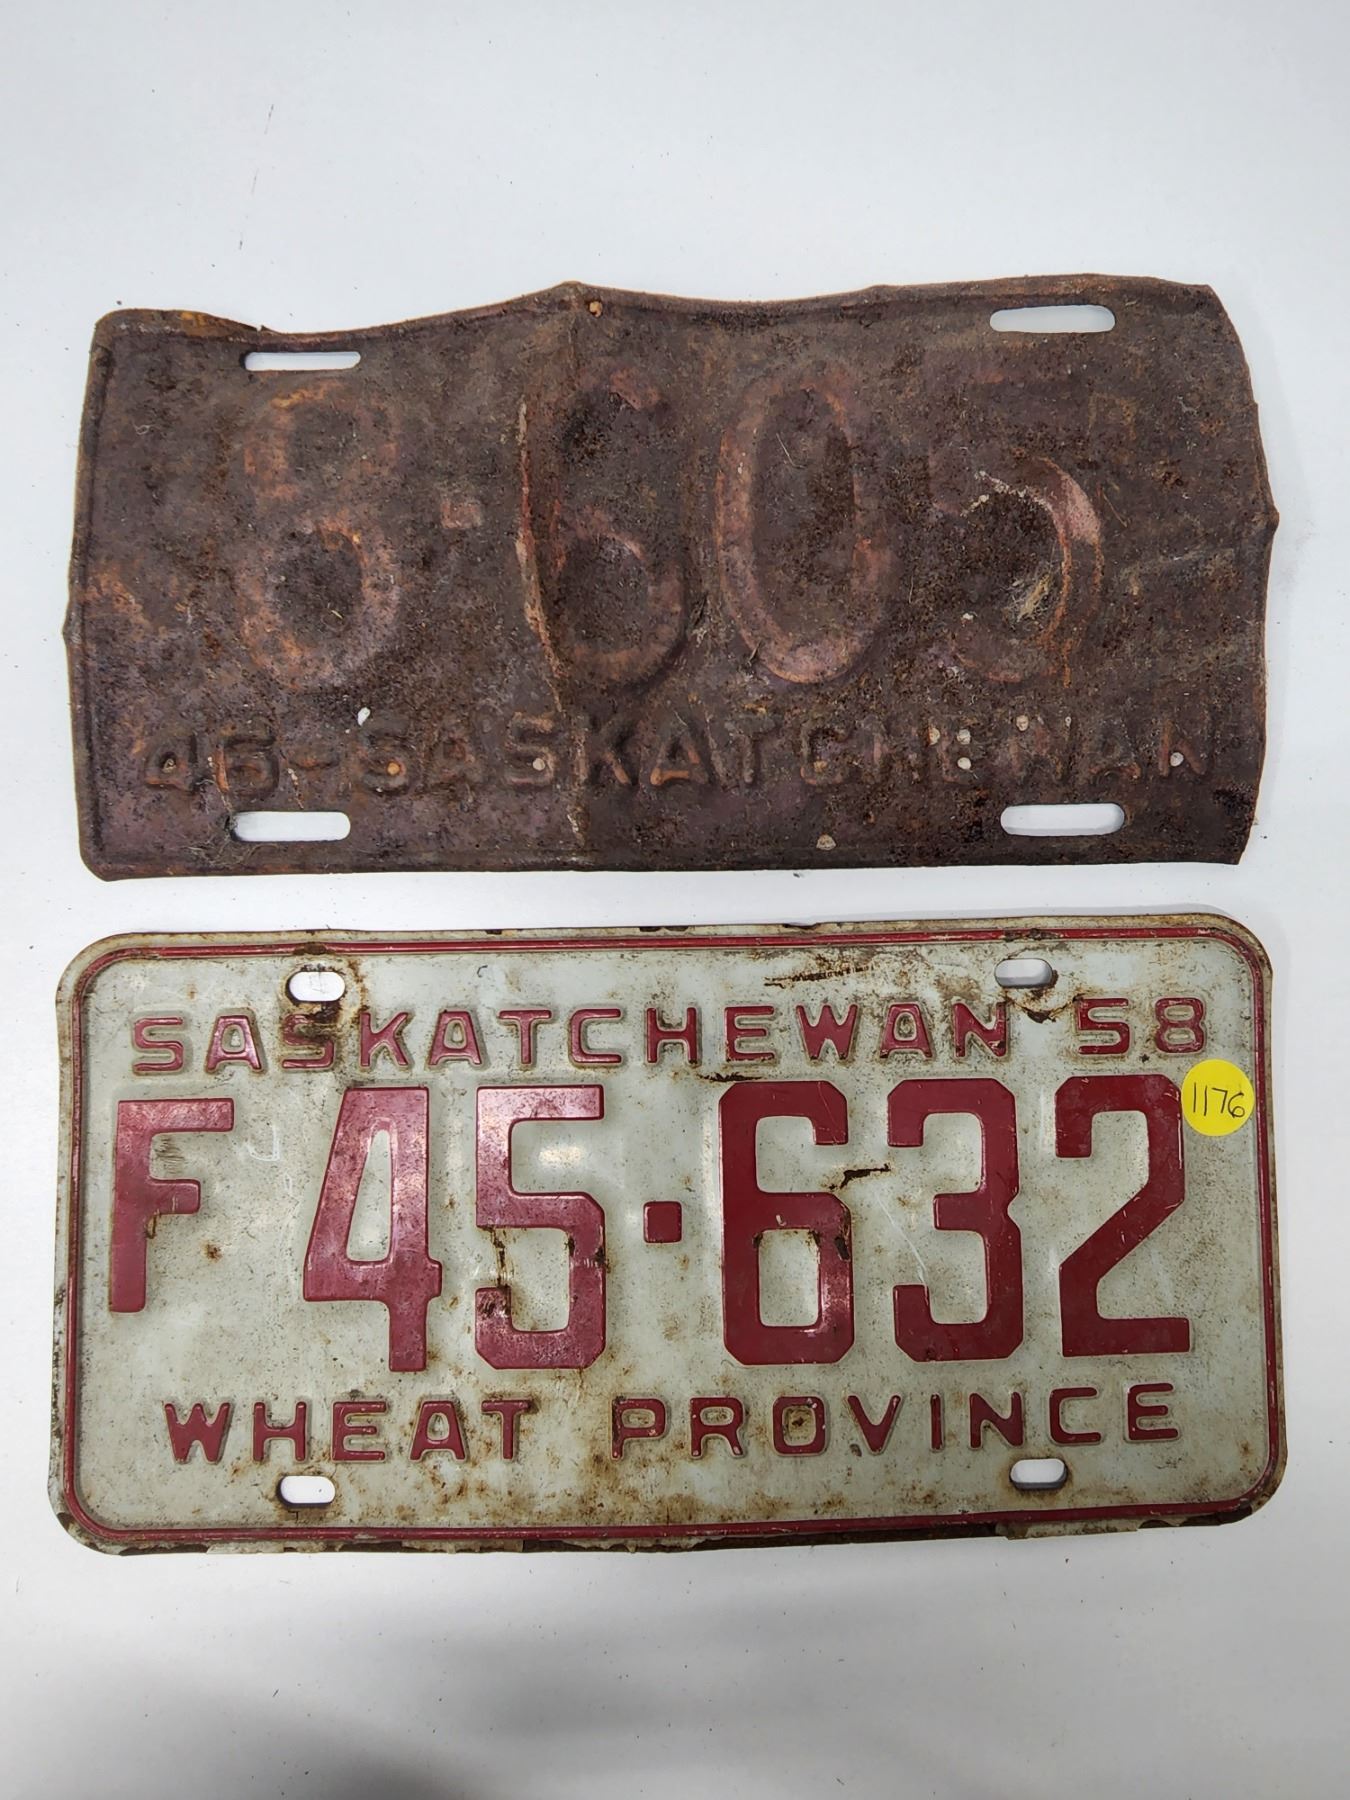 8-605
46-SASKATCHEWAN
SASKATCHEWAN 58
F 45·632
1176
WHEAT PROVINCE